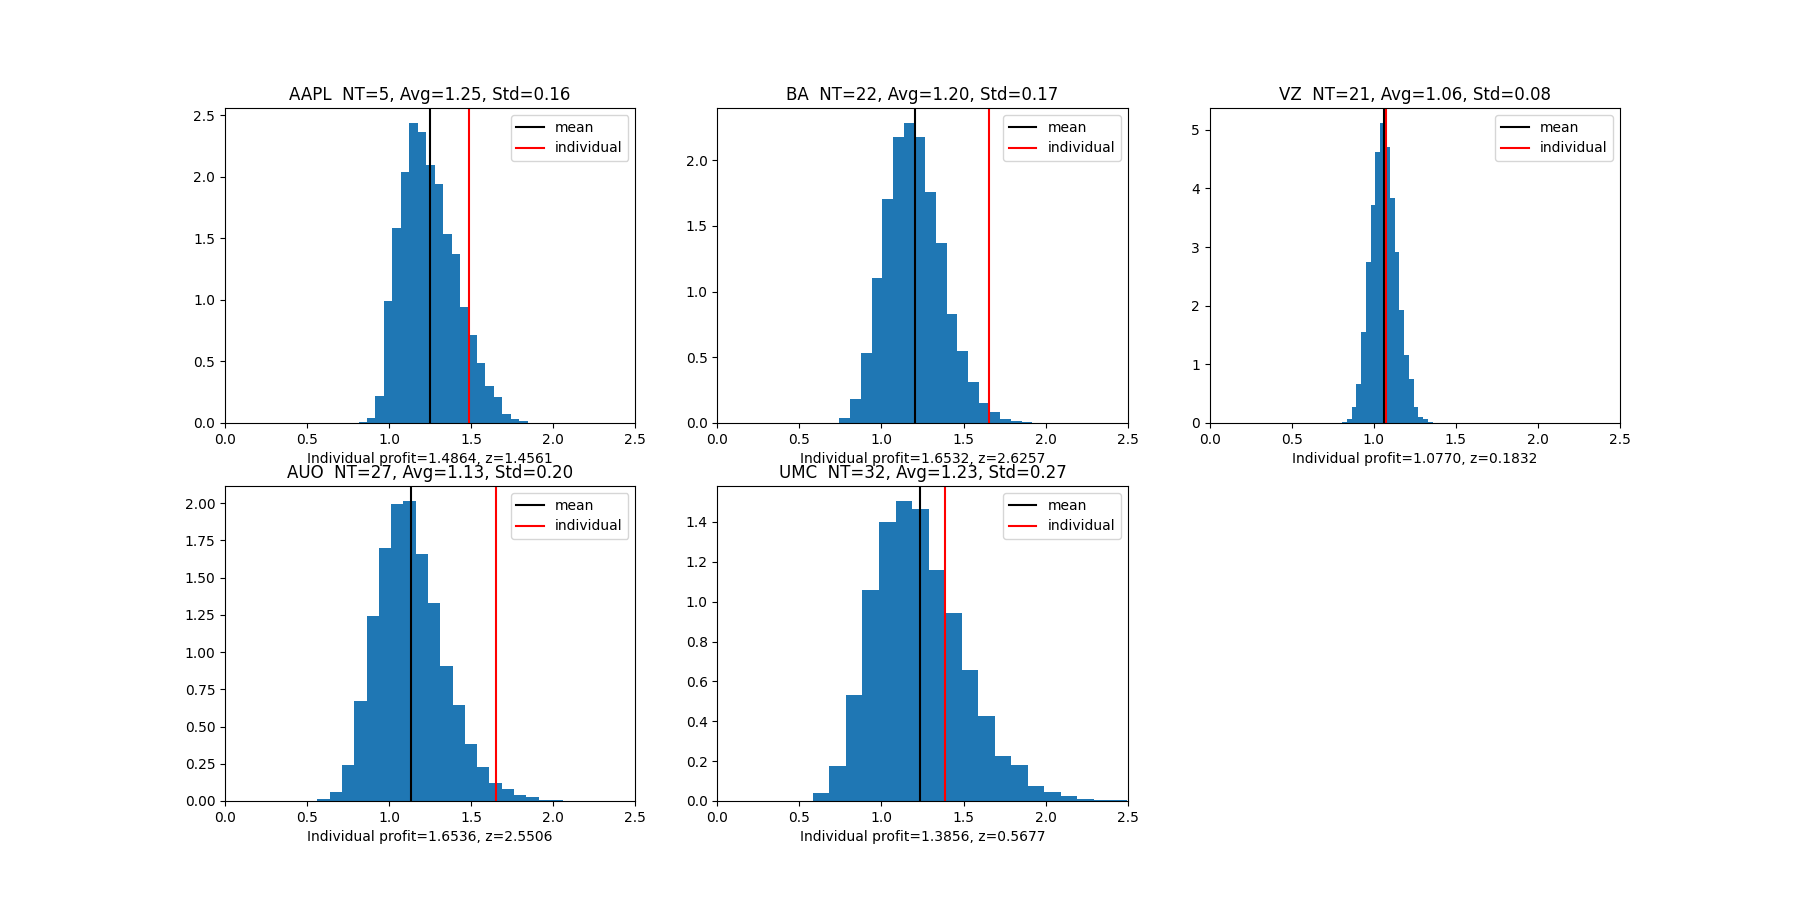 AAPL  NT=5, Avg=1.25, Std=0.16
2.5
2.0
1.5
1.0
0.5
0.0
mean
individual
0.0 0.5 1.0 1.5 2.0 2.5
Individual profit=1.4864, z=1.4561
BA  NT=22, Avg=1.20, Std=0.17
2.0
1.5
1.0
0.5
0.0
mean
individual
0.0 0.5 1.0 1.5 2.0 2.5
Individual profit=1.6532, z=2.6257
VZ  NT=21, Avg=1.06, Std=0.08
5
4
3
2
1
0
mean
individual
0.0 0.5 1.0 1.5 2.0 2.5
Individual profit=1.0770, z=0.1832
AUO  NT=27, Avg=1.13, Std=0.20
2.00
1.75
1.50
1.25
1.00
0.75
0.50
0.25
0.00
mean
individual
0.0 0.5 1.0 1.5 2.0 2.5
Individual profit=1.6536, z=2.5506
UMC  NT=32, Avg=1.23, Std=0.27
1.4
1.2
1.0
0.8
0.6
0.4
0.2
0.0
mean
individual
0.0 0.5 1.0 1.5 2.0 2.5
Individual profit=1.3856, z=0.5677